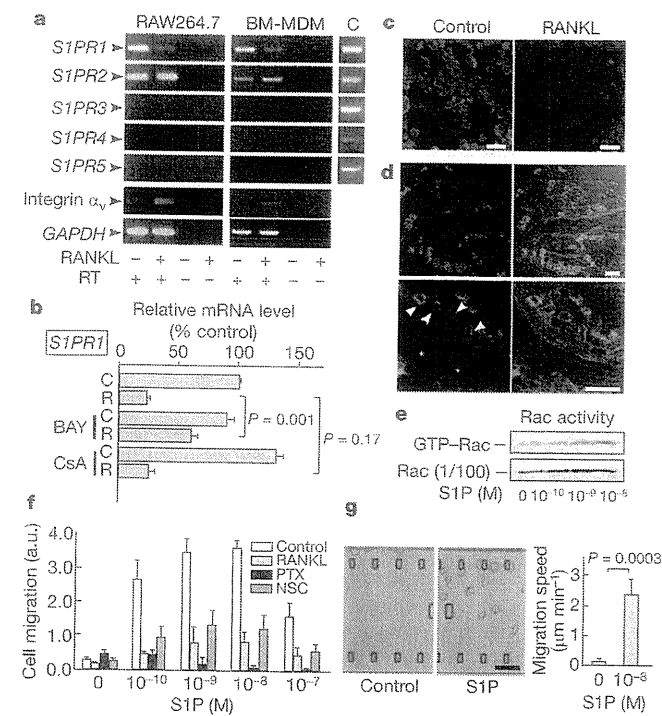 a
RAW264.7 BM-MDM C
S1PR1
S1PR2
S1PR3
S1PR4
S1PR5
Integrin αv
GAPDH
RANKL − + − + − + − +
RT + + − − + + − −
b
Relative mRNA level
(% control)
S1PR1
0 50 100 150
C
R
BAY
C
R
CsA
C
R
P = 0.001
P = 0.17
c
Control RANKL
d
e
Rac activity
GTP–Rac
Rac (1/100)
S1P (M) 0 10⁻¹⁰ 10⁻⁹ 10⁻⁸
f
Cell migration (a.u.)
4.0
3.0
2.0
1.0
0.0
Control
RANKL
PTX
NSC
0 10⁻¹⁰ 10⁻⁹ 10⁻⁸ 10⁻⁷
S1P (M)
g
Control S1P
Migration speed
(µm min⁻¹)
P = 0.0003
3
2
1
0
0 10⁻⁸
S1P (M)